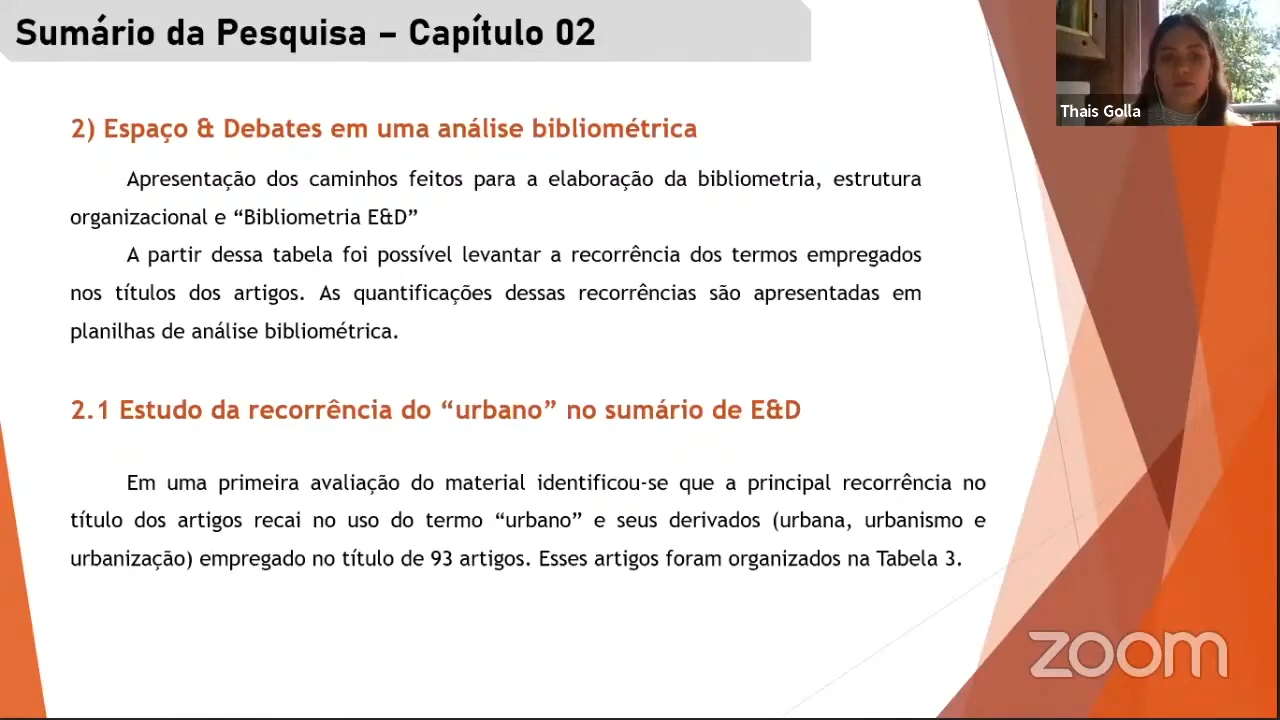 Sumário da Pesquisa – Capítulo 02
Thais Golla
2) Espaço & Debates em uma análise bibliométrica
Apresentação dos caminhos feitos para a elaboração da bibliometria, estrutura
organizacional e “Bibliometria E&D”
A partir dessa tabela foi possível levantar a recorrência dos termos empregados
nos títulos dos artigos. As quantificações dessas recorrências são apresentadas em
planilhas de análise bibliométrica.
2.1 Estudo da recorrência do “urbano” no sumário de E&D
Em uma primeira avaliação do material identificou-se que a principal recorrência no
título dos artigos recai no uso do termo “urbano” e seus derivados (urbana, urbanismo e
urbanização) empregado no título de 93 artigos. Esses artigos foram organizados na Tabela 3.
zoom